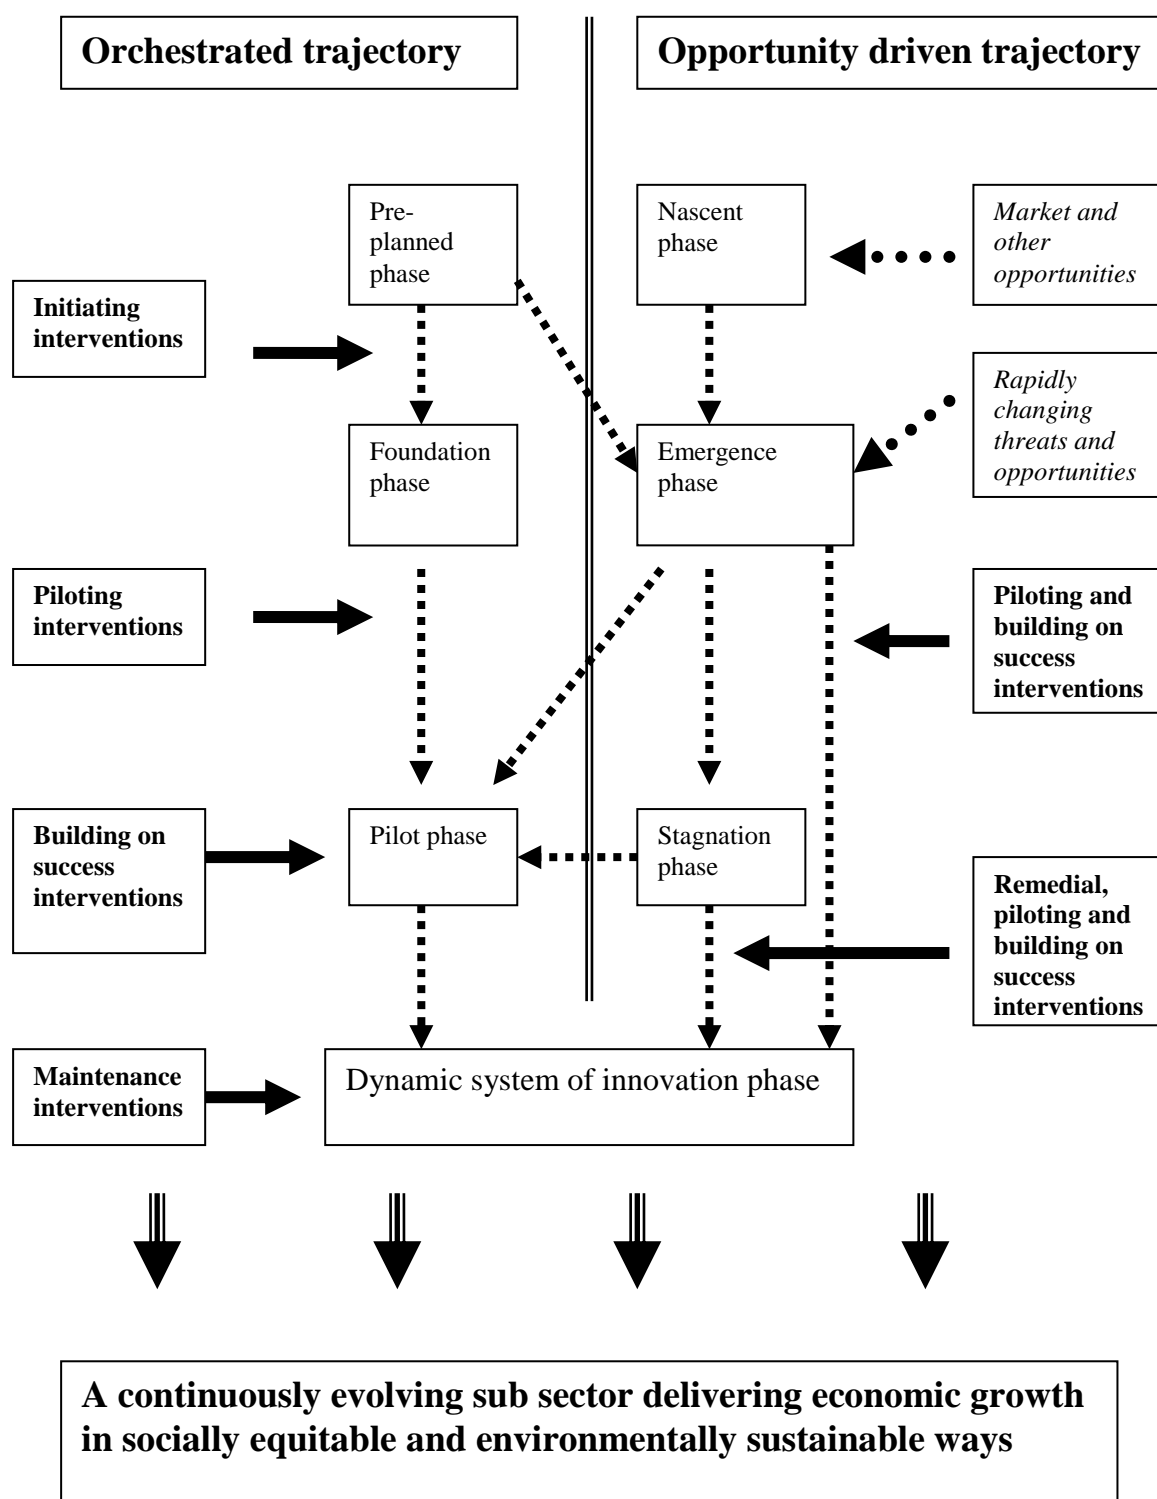 Orchestrated trajectory
Opportunity driven trajectory
Pre-
planned
phase
Nascent
phase
Market and
other
opportunities
Initiating
interventions
Rapidly
changing
threats and
opportunities
Foundation
phase
Emergence
phase
Piloting
interventions
Piloting and
building on
success
interventions
Building on
success
interventions
Pilot phase
Stagnation
phase
Remedial,
piloting and
building on
success
interventions
Maintenance
interventions
Dynamic system of innovation phase
A continuously evolving sub sector delivering economic growth
in socially equitable and environmentally sustainable ways